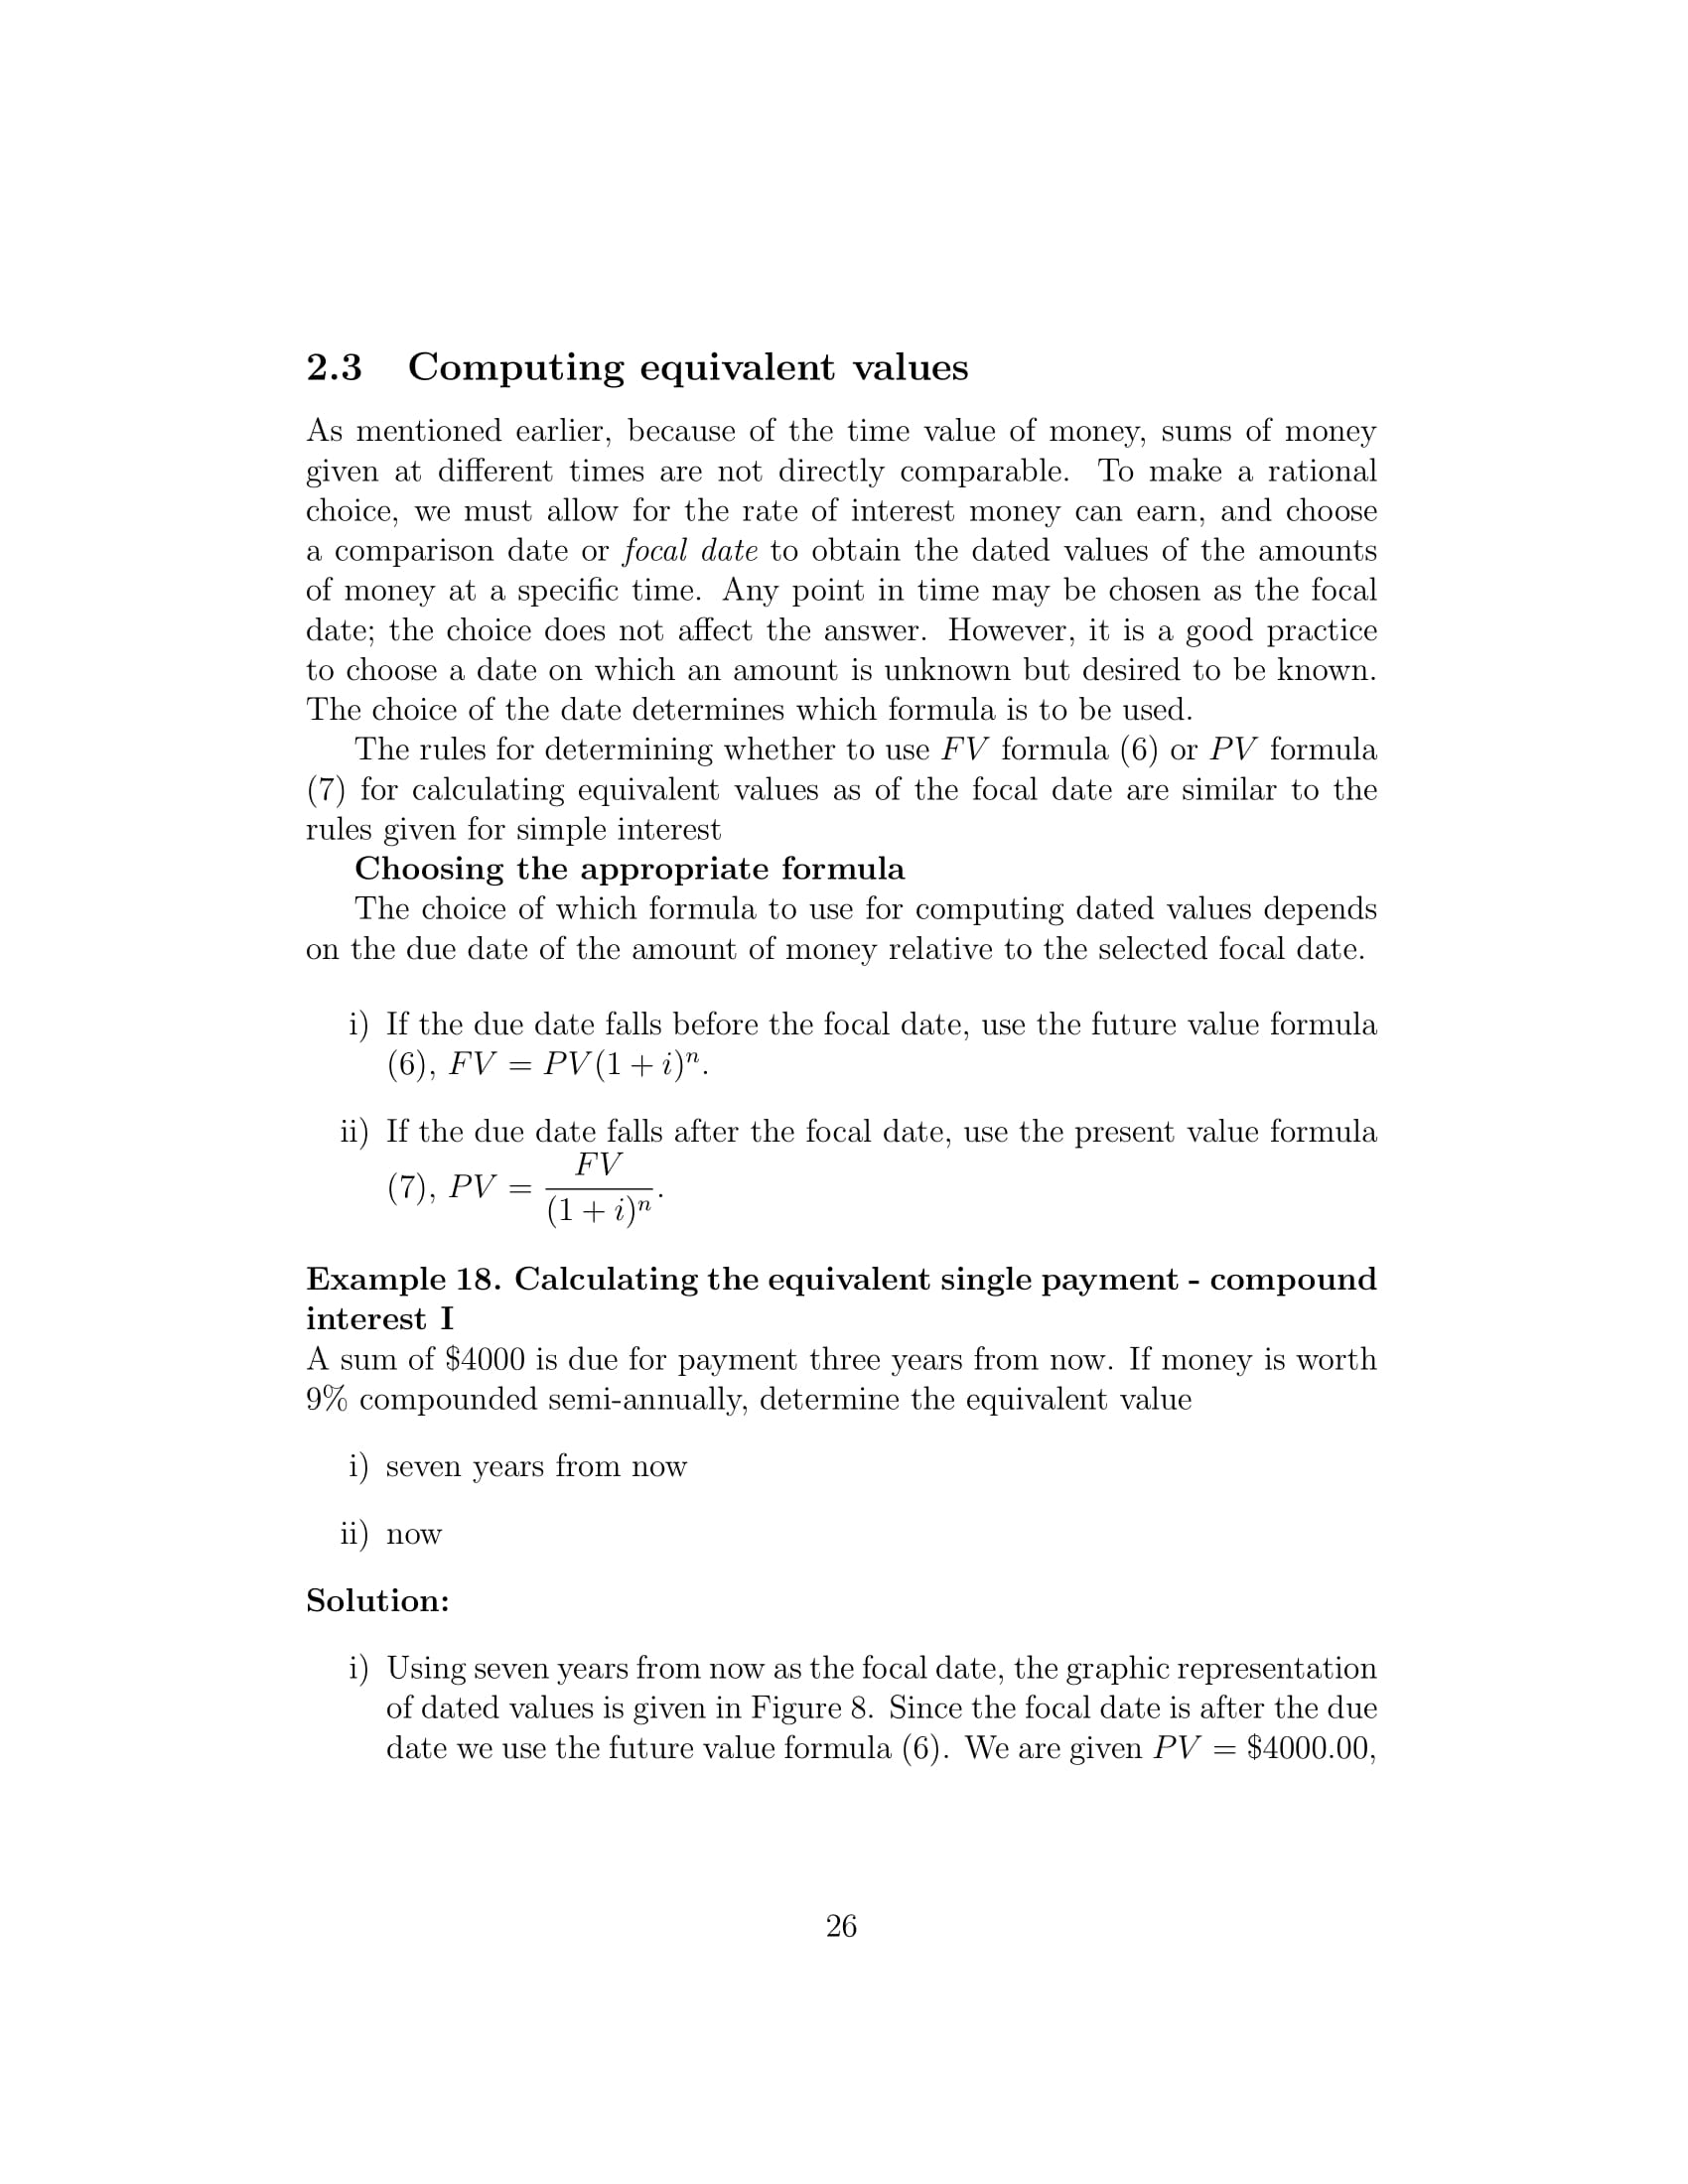 2.3 Computing equivalent values
As mentioned earlier, because of the time value of money, sums of money
given at different times are not directly comparable. To make a rational
choice, we must allow for the rate of interest money can earn, and choose
a comparison date or focal date to obtain the dated values of the amounts
of money at a specific time. Any point in time may be chosen as the focal
date; the choice does not affect the answer. However, it is a good practice
to choose a date on which an amount is unknown but desired to be known.
The choice of the date determines which formula is to be used.
The rules for determining whether to use FV formula (6) or PV formula
(7) for calculating equivalent values as of the focal date are similar to the
rules given for simple interest
Choosing the appropriate formula
The choice of which formula to use for computing dated values depends
on the due date of the amount of money relative to the selected focal date.
i) If the due date falls before the focal date, use the future value formula
(6), $FV = PV(1 + i)^n$.
ii) If the due date falls after the focal date, use the present value formula
(7), $PV = \frac{FV}{(1 + i)^n}$.
Example 18. Calculating the equivalent single payment - compound
interest I
A sum of $4000 is due for payment three years from now. If money is worth
9% compounded semi-annually, determine the equivalent value
i) seven years from now
ii) now
Solution:
i) Using seven years from now as the focal date, the graphic representation
of dated values is given in Figure 8. Since the focal date is after the due
date we use the future value formula (6). We are given PV = $4000.00,
26